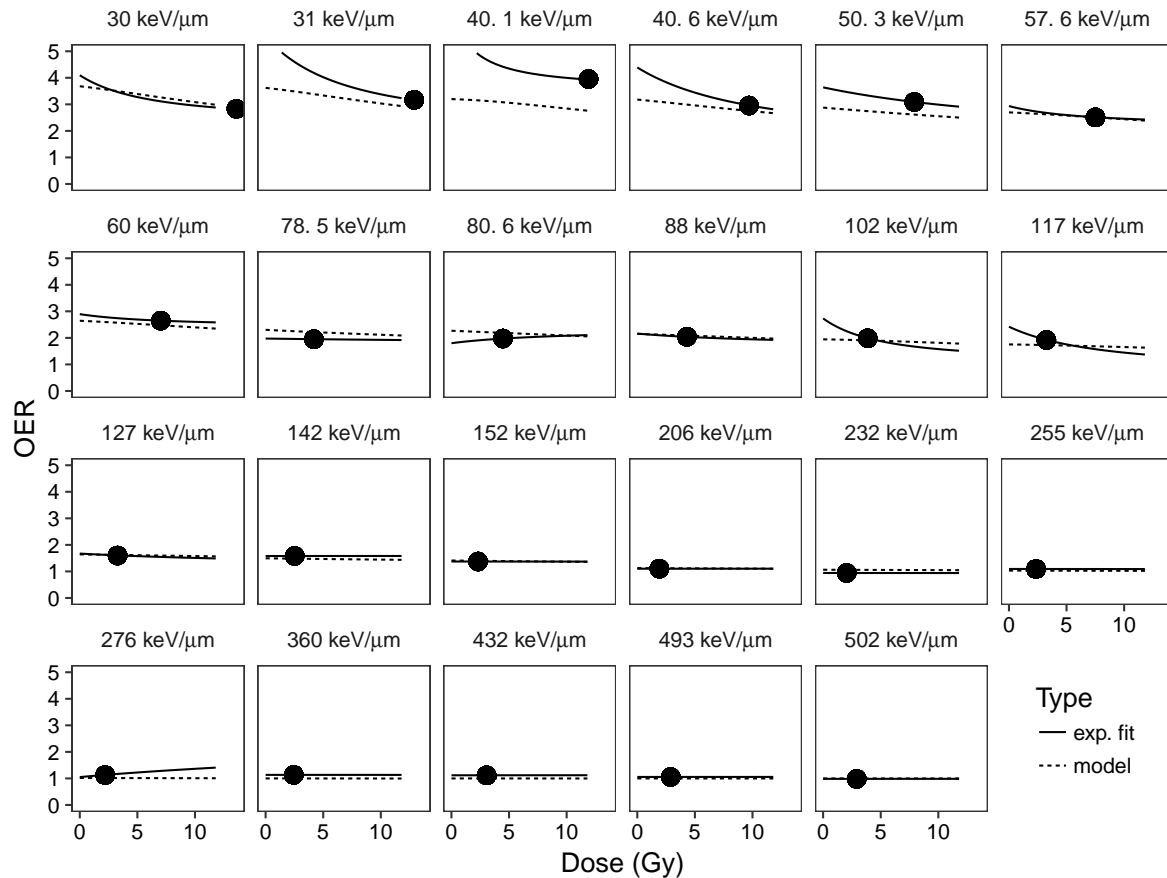 30 keV/μm 31 keV/μm 40. 1 keV/μm 40. 6 keV/μm 50. 3 keV/μm 57. 6 keV/μm
5
4
3
2
1
0
60 keV/μm 78. 5 keV/μm 80. 6 keV/μm 88 keV/μm 102 keV/μm 117 keV/μm
5
4
3
2
1
0
OER
127 keV/μm 142 keV/μm 152 keV/μm 206 keV/μm 232 keV/μm 255 keV/μm
5
4
3
2
1
0
0 5 10
276 keV/μm 360 keV/μm 432 keV/μm 493 keV/μm 502 keV/μm
5
4
3
2
1
0
0 5 10 0 5 10 0 5 10 0 5 10 0 5 10
Dose (Gy)
Type
exp. fit
model